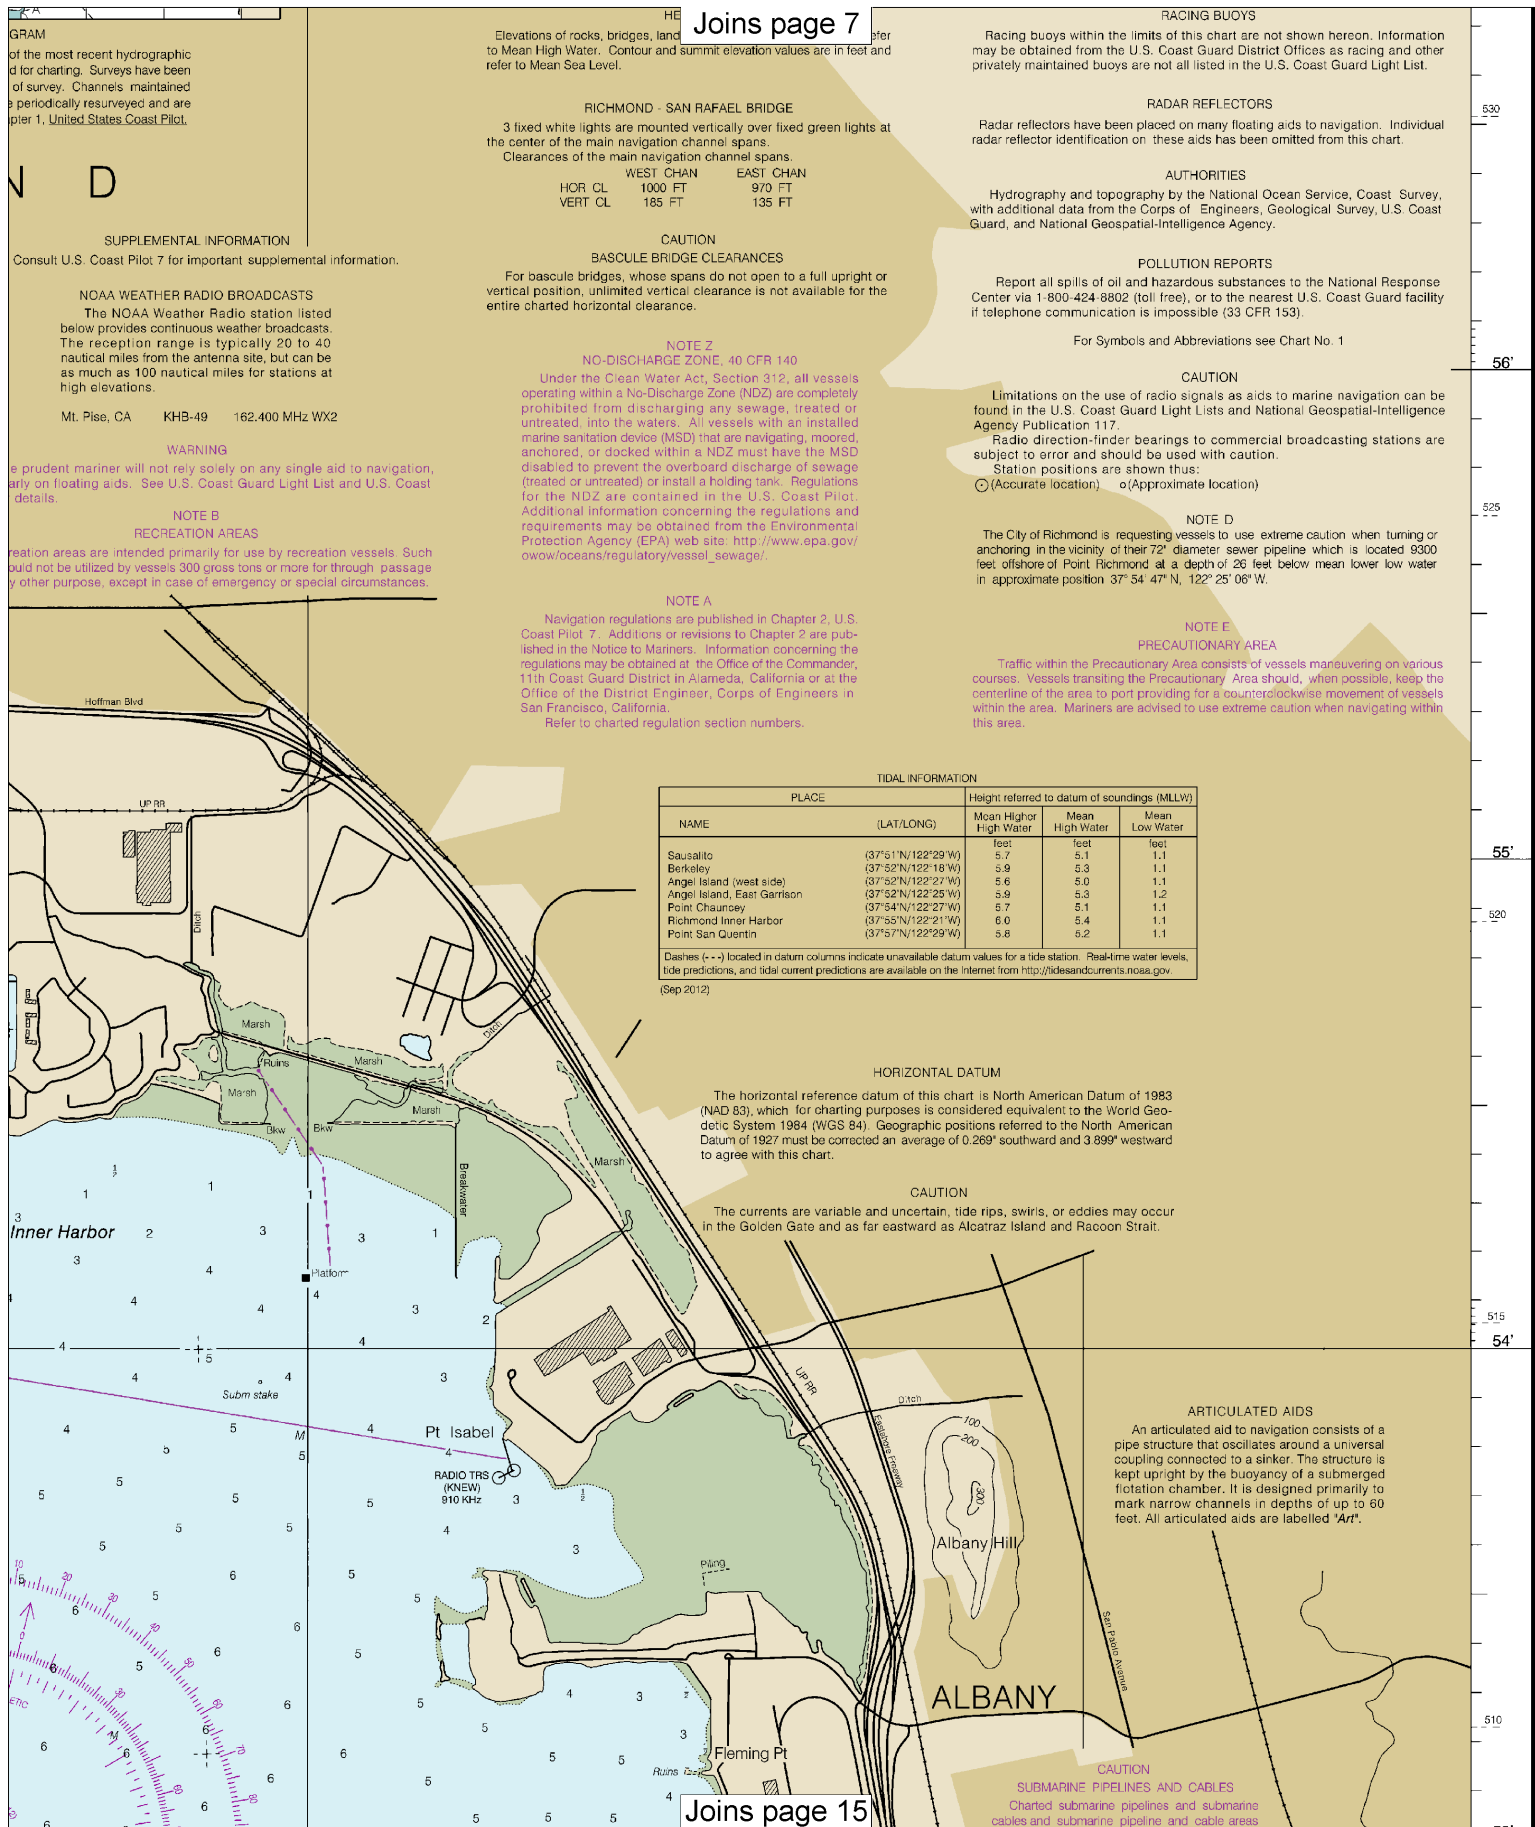 Joins page 7
A
GRAM
of the most recent hydrographic
d for charting. Surveys have been
of survey. Channels maintained
periodically resurveyed and are
pter 1, United States Coast Pilot.
N D
SUPPLEMENTAL INFORMATION
Consult U.S. Coast Pilot 7 for important supplemental information.
NOAA WEATHER RADIO BROADCASTS
The NOAA Weather Radio station listed
below provides continuous weather broadcasts.
The reception range is typically 20 to 40
nautical miles from the antenna site, but can be
as much as 100 nautical miles for stations at
high elevations.
Mt. Pise, CA KHB-49 162.400 MHz WX2
WARNING
e prudent mariner will not rely solely on any single aid to navigation,
arly on floating aids. See U.S. Coast Guard Light List and U.S. Coast
details.
NOTE B
RECREATION AREAS
reation areas are intended primarily for use by recreation vessels. Such
ould not be utilized by vessels 300 gross tons or more for through passage
y other purpose, except in case of emergency or special circumstances.
HE
Elevations of rocks, bridges, land efer
to Mean High Water. Contour and summit elevation values are in feet and
refer to Mean Sea Level.
RICHMOND - SAN RAFAEL BRIDGE
3 fixed white lights are mounted vertically over fixed green lights at
the center of the main navigation channel spans.
Clearances of the main navigation channel spans.
WEST CHAN EAST CHAN
HOR CL 1000 FT 970 FT
VERT CL 185 FT 135 FT
CAUTION
BASCULE BRIDGE CLEARANCES
For bascule bridges, whose spans do not open to a full upright or
vertical position, unlimited vertical clearance is not available for the
entire charted horizontal clearance.
NOTE Z
NO-DISCHARGE ZONE, 40 CFR 140
Under the Clean Water Act, Section 312, all vessels
operating within a No-Discharge Zone (NDZ) are completely
prohibited from discharging any sewage, treated or
untreated, into the waters. All vessels with an installed
marine sanitation device (MSD) that are navigating, moored,
anchored, or docked within a NDZ must have the MSD
disabled to prevent the overboard discharge of sewage
(treated or untreated) or install a holding tank. Regulations
for the NDZ are contained in the U.S. Coast Pilot.
Additional information concerning the regulations and
requirements may be obtained from the Environmental
Protection Agency (EPA) web site: http://www.epa.gov/
owow/oceans/regulatory/vessel_sewage/.
NOTE A
Navigation regulations are published in Chapter 2, U.S.
Coast Pilot 7. Additions or revisions to Chapter 2 are pub-
lished in the Notice to Mariners. Information concerning the
regulations may be obtained at the Office of the Commander,
11th Coast Guard District in Alameda, California or at the
Office of the District Engineer, Corps of Engineers in
San Francisco, California.
Refer to charted regulation section numbers.
RACING BUOYS
Racing buoys within the limits of this chart are not shown hereon. Information
may be obtained from the U.S. Coast Guard District Offices as racing and other
privately maintained buoys are not all listed in the U.S. Coast Guard Light List.
RADAR REFLECTORS
Radar reflectors have been placed on many floating aids to navigation. Individual
radar reflector identification on these aids has been omitted from this chart.
AUTHORITIES
Hydrography and topography by the National Ocean Service, Coast Survey,
with additional data from the Corps of Engineers, Geological Survey, U.S. Coast
Guard, and National Geospatial-Intelligence Agency.
POLLUTION REPORTS
Report all spills of oil and hazardous substances to the National Response
Center via 1-800-424-8802 (toll free), or to the nearest U.S. Coast Guard facility
if telephone communication is impossible (33 CFR 153).
For Symbols and Abbreviations see Chart No. 1
CAUTION
Limitations on the use of radio signals as aids to marine navigation can be
found in the U.S. Coast Guard Light Lists and National Geospatial-Intelligence
Agency Publication 117.
Radio direction-finder bearings to commercial broadcasting stations are
subject to error and should be used with caution.
Station positions are shown thus:
(Accurate location) o(Approximate location)
NOTE D
The City of Richmond is requesting vessels to use extreme caution when turning or
anchoring in the vicinity of their 72" diameter sewer pipeline which is located 9300
feet offshore of Point Richmond at a depth of 26 feet below mean lower low water
in approximate position 37° 54' 47" N, 122° 25' 06" W.
NOTE E
PRECAUTIONARY AREA
Traffic within the Precautionary Area consists of vessels maneuvering on various
courses. Vessels transiting the Precautionary Area should, when possible, keep the
centerline of the area to port providing for a counterclockwise movement of vessels
within the area. Mariners are advised to use extreme caution when navigating within
this area.
530
56'
525
55'
520
515
54'
510
TIDAL INFORMATION
PLACE Height referred to datum of soundings (MLLW)
NAME (LAT/LONG) Mean Higher High Water Mean High Water Mean Low Water
feet feet feet
Sausalito (37°51'N/122°29'W) 5.7 5.1 1.1
Berkeley (37°52'N/122°18'W) 5.9 5.3 1.1
Angel Island (west side) (37°52'N/122°27'W) 5.6 5.0 1.1
Angel Island, East Garrison (37°52'N/122°25'W) 5.9 5.3 1.2
Point Chauncey (37°54'N/122°27'W) 5.7 5.1 1.1
Richmond Inner Harbor (37°55'N/122°21'W) 6.0 5.4 1.1
Point San Quentin (37°57'N/122°29'W) 5.8 5.2 1.1
Dashes (- - -) located in datum columns indicate unavailable datum values for a tide station. Real-time water levels,
tide predictions, and tidal current predictions are available on the Internet from http://tidesandcurrents.noaa.gov.
(Sep 2012)
HORIZONTAL DATUM
The horizontal reference datum of this chart is North American Datum of 1983
(NAD 83), which for charting purposes is considered equivalent to the World Geo-
detic System 1984 (WGS 84). Geographic positions referred to the North American
Datum of 1927 must be corrected an average of 0.269" southward and 3.899" westward
to agree with this chart.
CAUTION
The currents are variable and uncertain, tide rips, swirls, or eddies may occur
in the Golden Gate and as far eastward as Alcatraz Island and Racoon Strait.
ARTICULATED AIDS
An articulated aid to navigation consists of a
pipe structure that oscillates around a universal
coupling connected to a sinker. The structure is
kept upright by the buoyancy of a submerged
flotation chamber. It is designed primarily to
mark narrow channels in depths of up to 60
feet. All articulated aids are labelled "Art".
Hoffman Blvd
UP RR
Ditch
Ditch
Marsh
Marsh
Ruins
Marsh
Marsh
Bkw
Bkw
Marsh
Breakwater
Inner Harbor
Platform
Subm stake
Pt Isabel
RADIO TRS
(KNEW)
910 KHz
UP RR
Ditch
Eastshore Freeway
100
200
300
Albany Hill
Piling
San Pablo Avenue
ALBANY
Fleming Pt
Ruins
ETIC
CAUTION
SUBMARINE PIPELINES AND CABLES
Charted submarine pipelines and submarine
cables and submarine pipeline and cable areas
Joins page 15